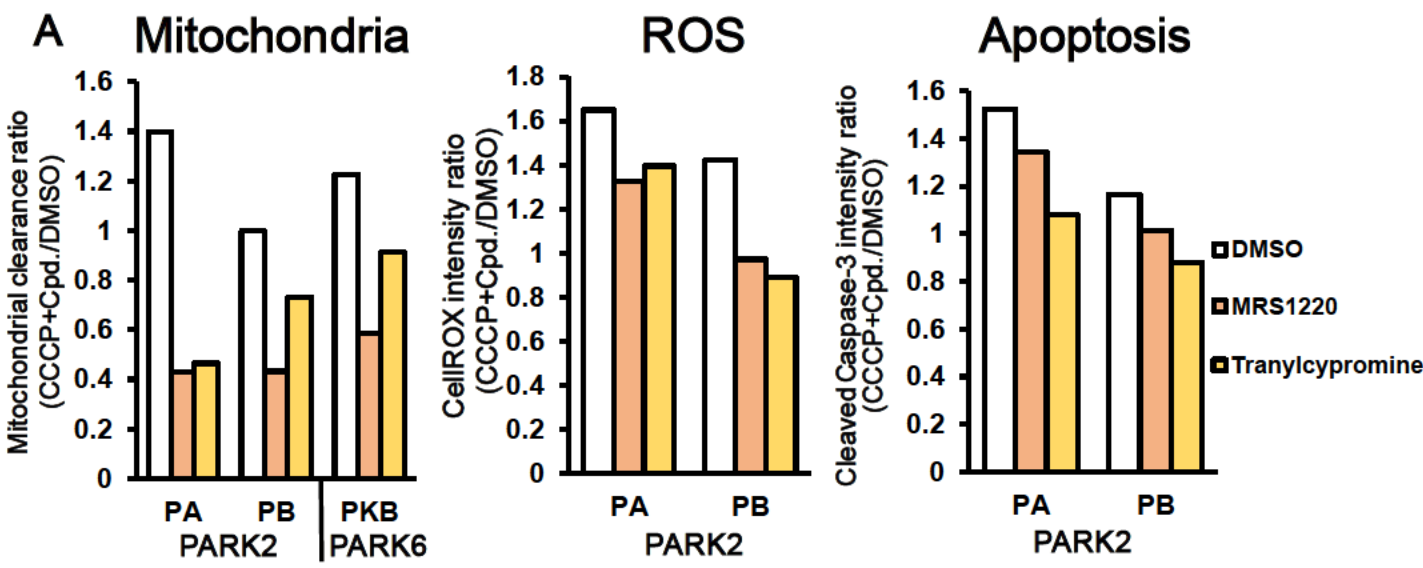 A
Mitochondria
Mitochondrial clearance ratio
(CCCP+Cpd./DMSO)
1.6
1.4
1.2
1
0.8
0.6
0.4
0.2
0
PA
PB
PKB
PARK2
PARK6
ROS
CellROX intensity ratio
(CCCP+Cpd./DMSO)
1.8
1.6
1.4
1.2
1
0.8
0.6
0.4
0.2
0
PA
PB
PARK2
Apoptosis
Cleaved Caspase-3 intensity ratio
(CCCP+Cpd./DMSO)
1.6
1.4
1.2
1
0.8
0.6
0.4
0.2
0
PA
PB
PARK2
DMSO
MRS1220
Tranylcypromine